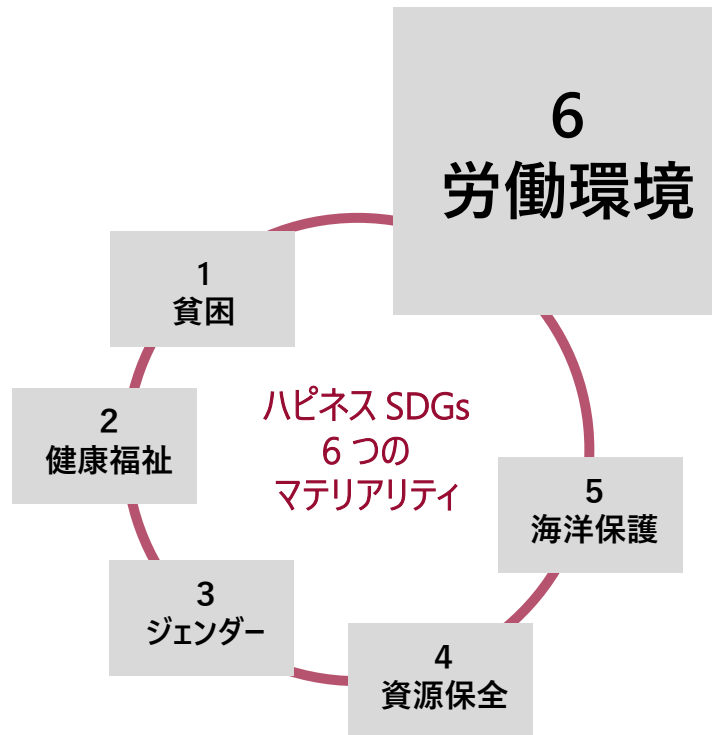 ハピネス SDGs
6 つの
マテリアリティ
1
貧困
2
健康福祉
3
ジェンダー
4
資源保全
5
海洋保護
6
労働環境